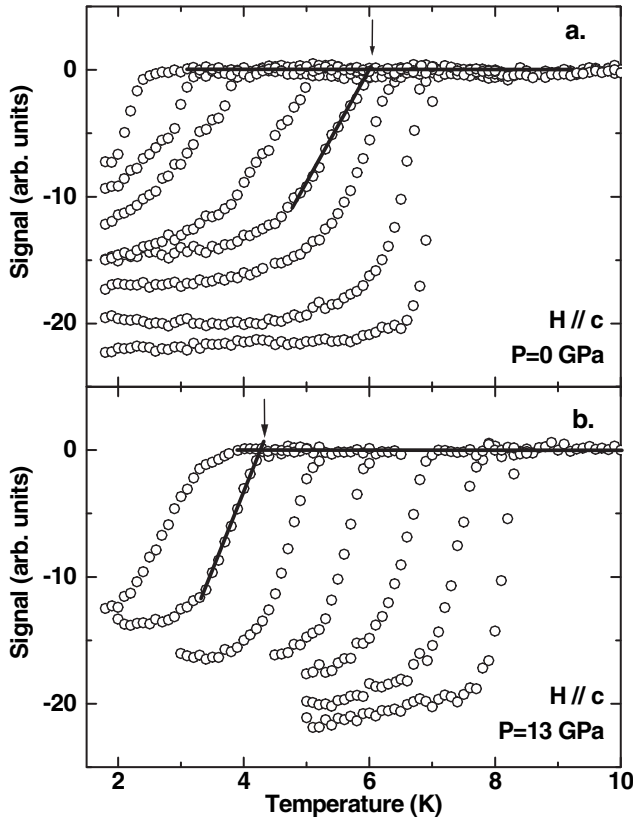 a.
0
-10
-20
Signal (arb. units)
H // c
P=0 GPa
b.
0
-10
-20
Signal (arb. units)
H // c
P=13 GPa
2 4 6 8 10
Temperature (K)